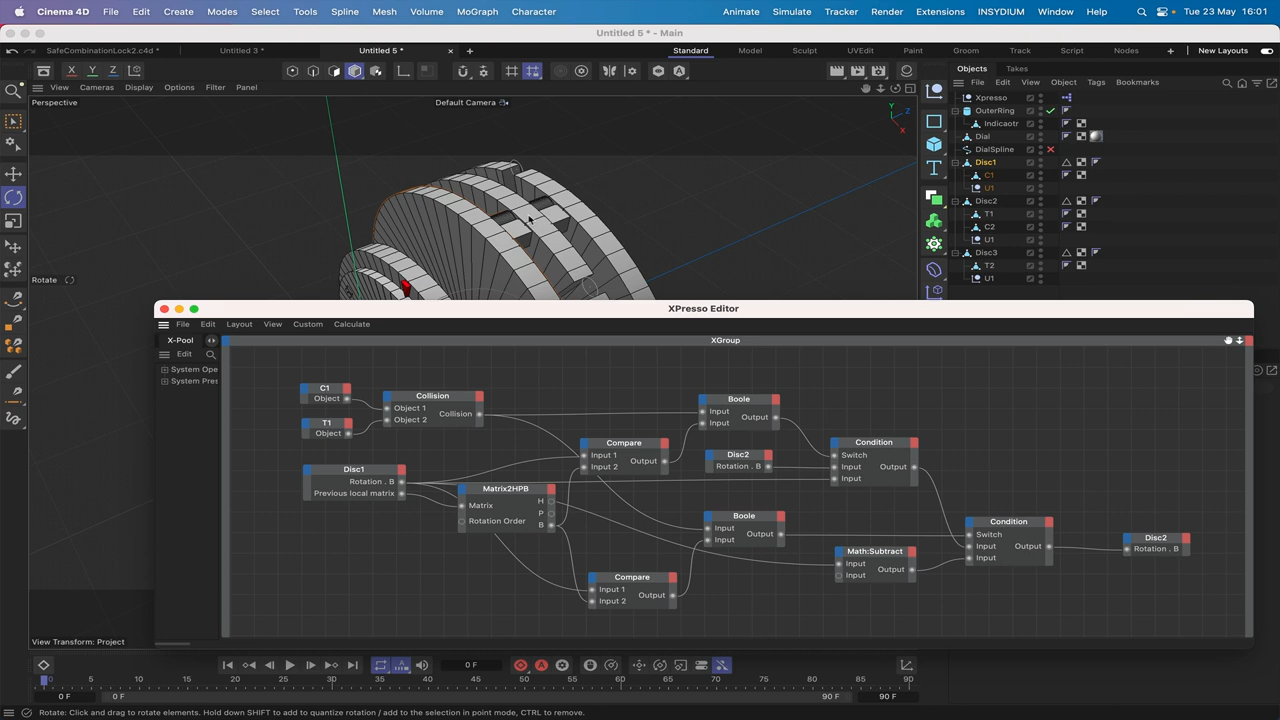 Cinema 4D File Edit Create Modes Select Tools Spline Mesh Volume MoGraph Character Animate Simulate Tracker Render Extensions INSYDIUM Window Help Tue 23 May 16:01
Untitled 5 * - Main
SafeCombinationLock2.c4d * Untitled 3 * Untitled 5 * Standard Model Sculpt UVEdit Paint Groom Track Script Nodes New Layouts
X Y Z
Objects Takes
View Cameras Display Options Filter Panel
File Edit View Object Tags Bookmarks
Perspective
Default Camera
Y
X
Xpresso
OuterRing
Indicaotr
Dial
DialSpline
Disc1
C1
U1
Disc2
T1
C2
U1
Disc3
T2
U1
Rotate
XPresso Editor
File Edit Layout View Custom Calculate
X-Pool
XGroup
Edit
System Ope
System Pres
C1
Object
T1
Object
Collision
Object 1
Object 2
Collision
Disc1
Rotation . B
Previous local matrix
Matrix2HPB
Matrix
Rotation Order
H
P
B
Compare
Input 1
Input 2
Output
Compare
Input 1
Input 2
Output
Boole
Input
Input
Output
Disc2
Rotation . B
Boole
Input
Input
Output
Condition
Switch
Input
Input
Output
Math:Subtract
Input
Input
Output
Condition
Switch
Input
Input
Output
Disc2
Rotation . B
View Transform: Project
0 F
0 5 10 15 20 25 30 35 40 45 50 55 60 65 70 75 80 85 90
0 F 0 F 90 F 90 F
Rotate: Click and drag to rotate elements. Hold down SHIFT to add to quantize rotation / add to the selection in point mode, CTRL to remove.